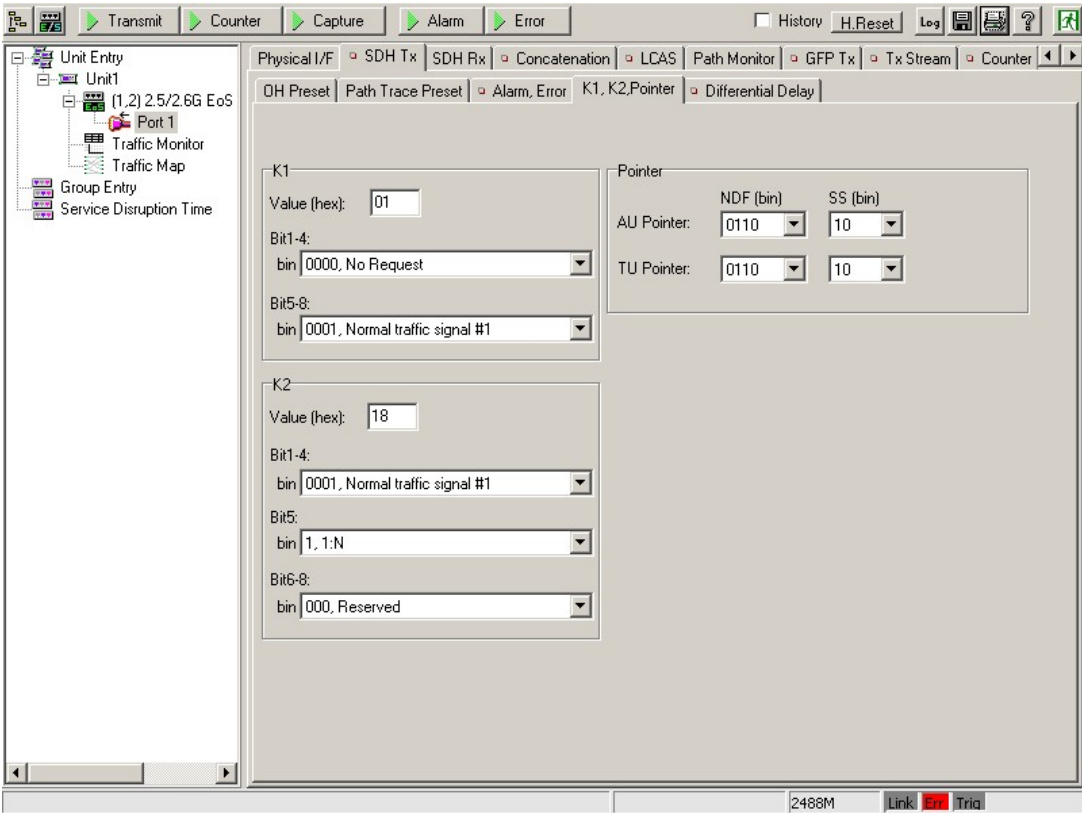 Transmit Counter Capture Alarm Error History H.Reset Log ?
Unit Entry
Unit1
(1,2) 2.5/2.6G EoS
EoS
Port 1
Traffic Monitor
Traffic Map
Group Entry
Service Disruption Time
Physical I/F SDH Tx SDH Rx Concatenation LCAS Path Monitor GFP Tx Tx Stream Counter
OH Preset Path Trace Preset Alarm, Error K1, K2,Pointer Differential Delay
K1
Value (hex): 01
Bit1-4:
bin 0000, No Request
Bit5-8:
bin 0001, Normal traffic signal #1
Pointer
NDF (bin) SS (bin)
AU Pointer: 0110 10
TU Pointer: 0110 10
K2
Value (hex): 18
Bit1-4:
bin 0001, Normal traffic signal #1
Bit5:
bin 1, 1:N
Bit6-8:
bin 000, Reserved
2488M Link Err Trig